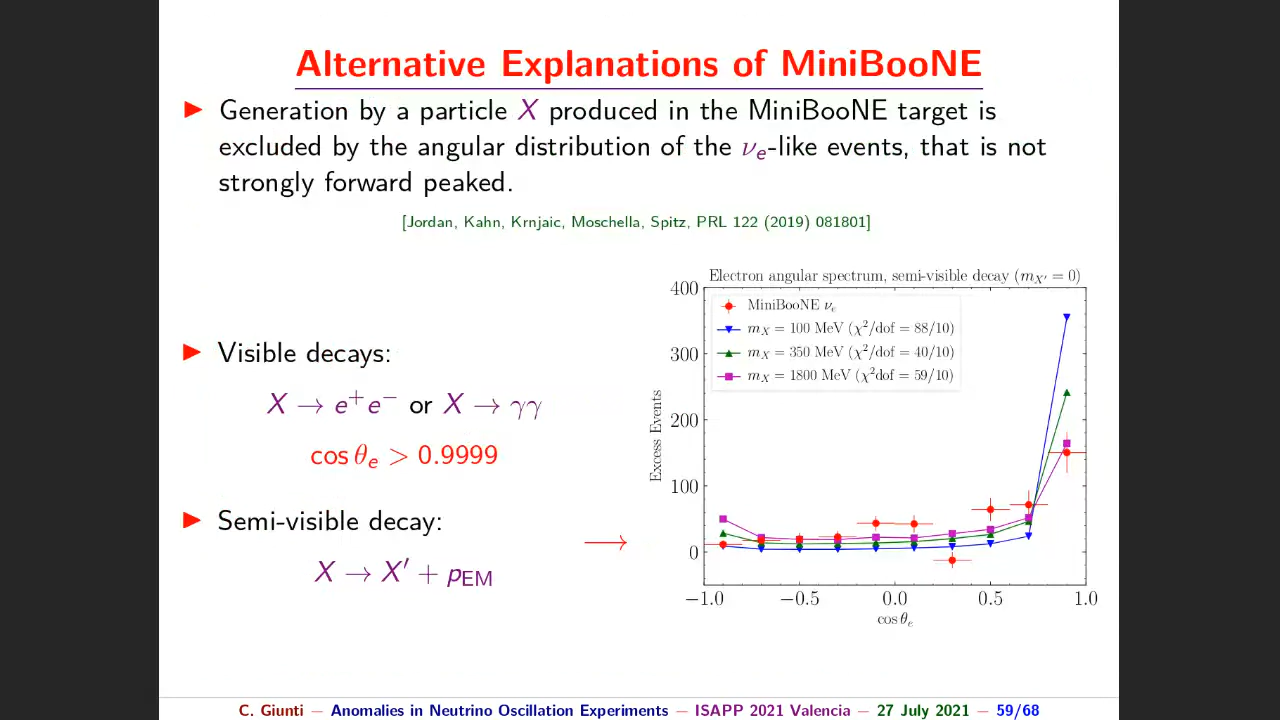 Alternative Explanations of MiniBooNE
► Generation by a particle X produced in the MiniBooNE target is
excluded by the angular distribution of the νₑ-like events, that is not
strongly forward peaked.
[Jordan, Kahn, Krnjaic, Moschella, Spitz, PRL 122 (2019) 081801]
► Visible decays:
X → e⁺e⁻ or X → γγ
cos θₑ > 0.9999
► Semi-visible decay:
X → X′ + p_EM
→
Electron angular spectrum, semi-visible decay (m_X′ = 0)
MiniBooNE νₑ
m_X = 100 MeV (χ²/dof = 88/10)
m_X = 350 MeV (χ²/dof = 40/10)
m_X = 1800 MeV (χ²dof = 59/10)
Excess Events
400
300
200
100
0
−1.0 −0.5 0.0 0.5 1.0
cos θₑ
C. Giunti − Anomalies in Neutrino Oscillation Experiments − ISAPP 2021 Valencia − 27 July 2021 − 59/68